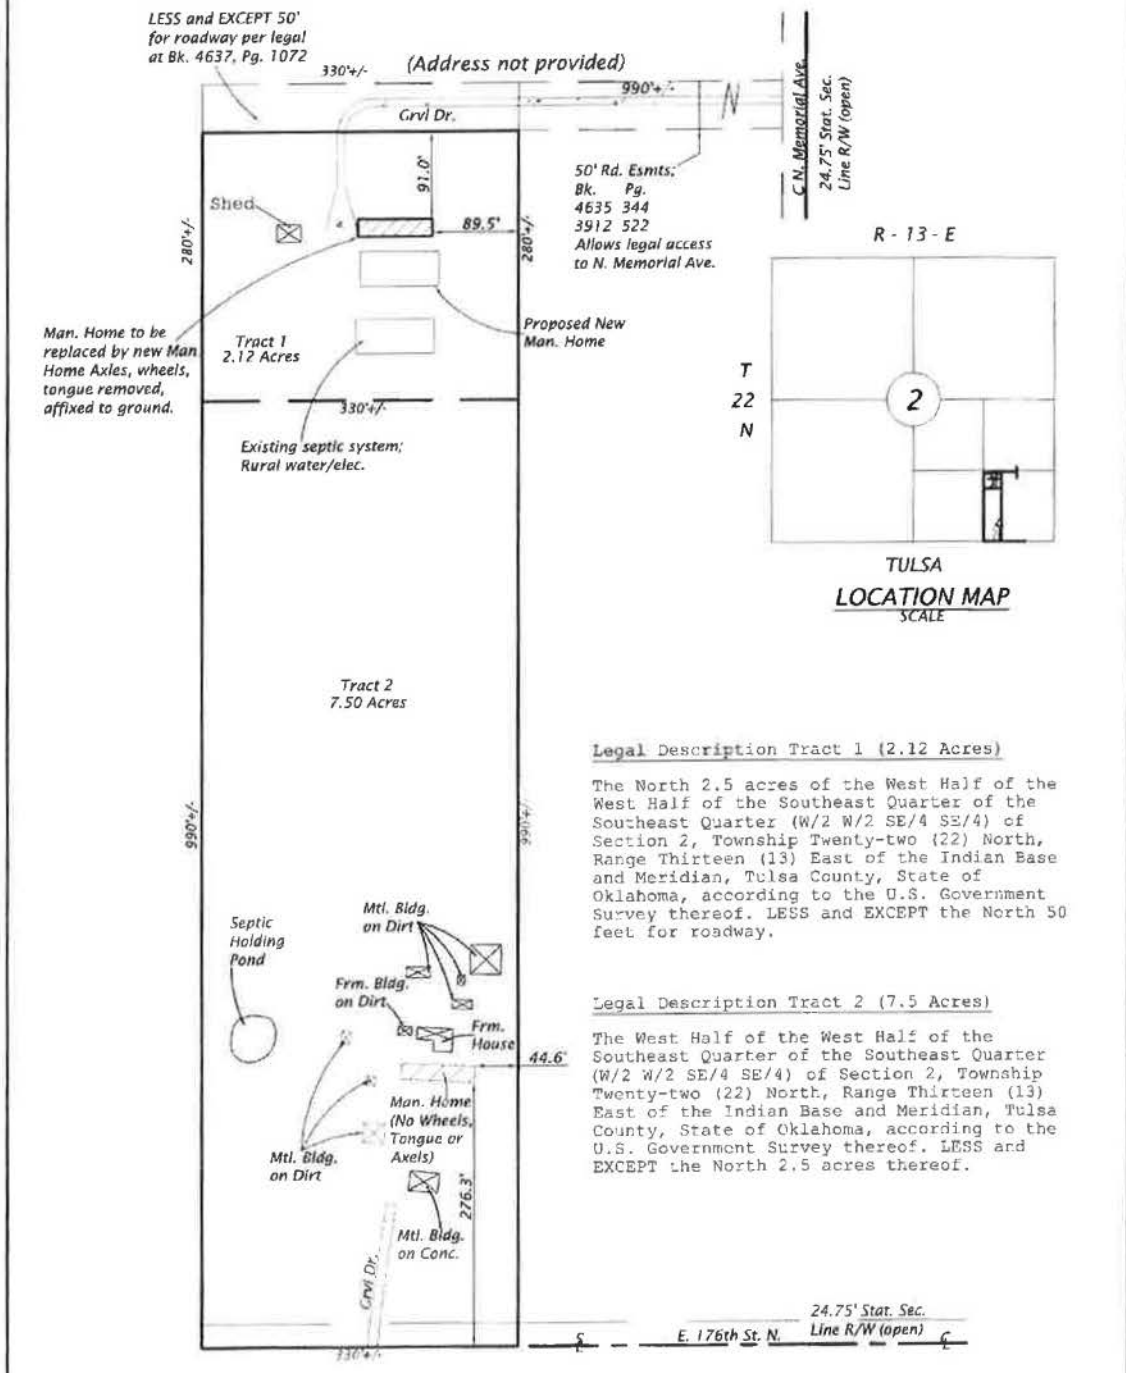 LESS and EXCEPT 50'
for roadway per legal
at Bk. 4637, Pg. 1072
330'+/-
(Address not provided)
990'+/-
N
Grvl Dr.
C N. Memorial Ave.
24.75' Stat. Sec.
Line R/W (open)
91.0'
50' Rd. Esmts;
Bk. Pg.
4635 344
3912 522
Allows legal access
to N. Memorial Ave.
Shed
89.5'
280'+/-
280'+/-
R - 13 - E
Man. Home to be
replaced by new Man
Home Axles, wheels,
tongue removed,
affixed to ground.
Tract 1
2.12 Acres
Proposed New
Man. Home
T
22
N
2
330'+/-
Existing septic system;
Rural water/elec.
TULSA
LOCATION MAP
SCALE
Tract 2
7.50 Acres
990'+/-
990'+/-
Legal Description Tract 1 (2.12 Acres)
The North 2.5 acres of the West Half of the
West Half of the Southeast Quarter of the
Southeast Quarter (W/2 W/2 SE/4 SE/4) of
Section 2, Township Twenty-two (22) North,
Range Thirteen (13) East of the Indian Base
and Meridian, Tulsa County, State of
Oklahoma, according to the U.S. Government
Survey thereof. LESS and EXCEPT the North 50
feet for roadway.
Septic
Holding
Pond
Mtl. Bldg.
on Dirt
Frm. Bldg.
on Dirt
Frm.
House
44.6'
Man. Home
(No Wheels,
Tongue or
Axels)
Mtl. Bldg.
on Dirt
276.3'
Mtl. Bldg.
on Conc.
Grvl Dr.
Legal Description Tract 2 (7.5 Acres)
The West Half of the West Half of the
Southeast Quarter of the Southeast Quarter
(W/2 W/2 SE/4 SE/4) of Section 2, Township
Twenty-two (22) North, Range Thirteen (13)
East of the Indian Base and Meridian, Tulsa
County, State of Oklahoma, according to the
U.S. Government Survey thereof. LESS and
EXCEPT the North 2.5 acres thereof.
24.75' Stat. Sec.
Line R/W (open)
E. 176th St. N.
330'+/-